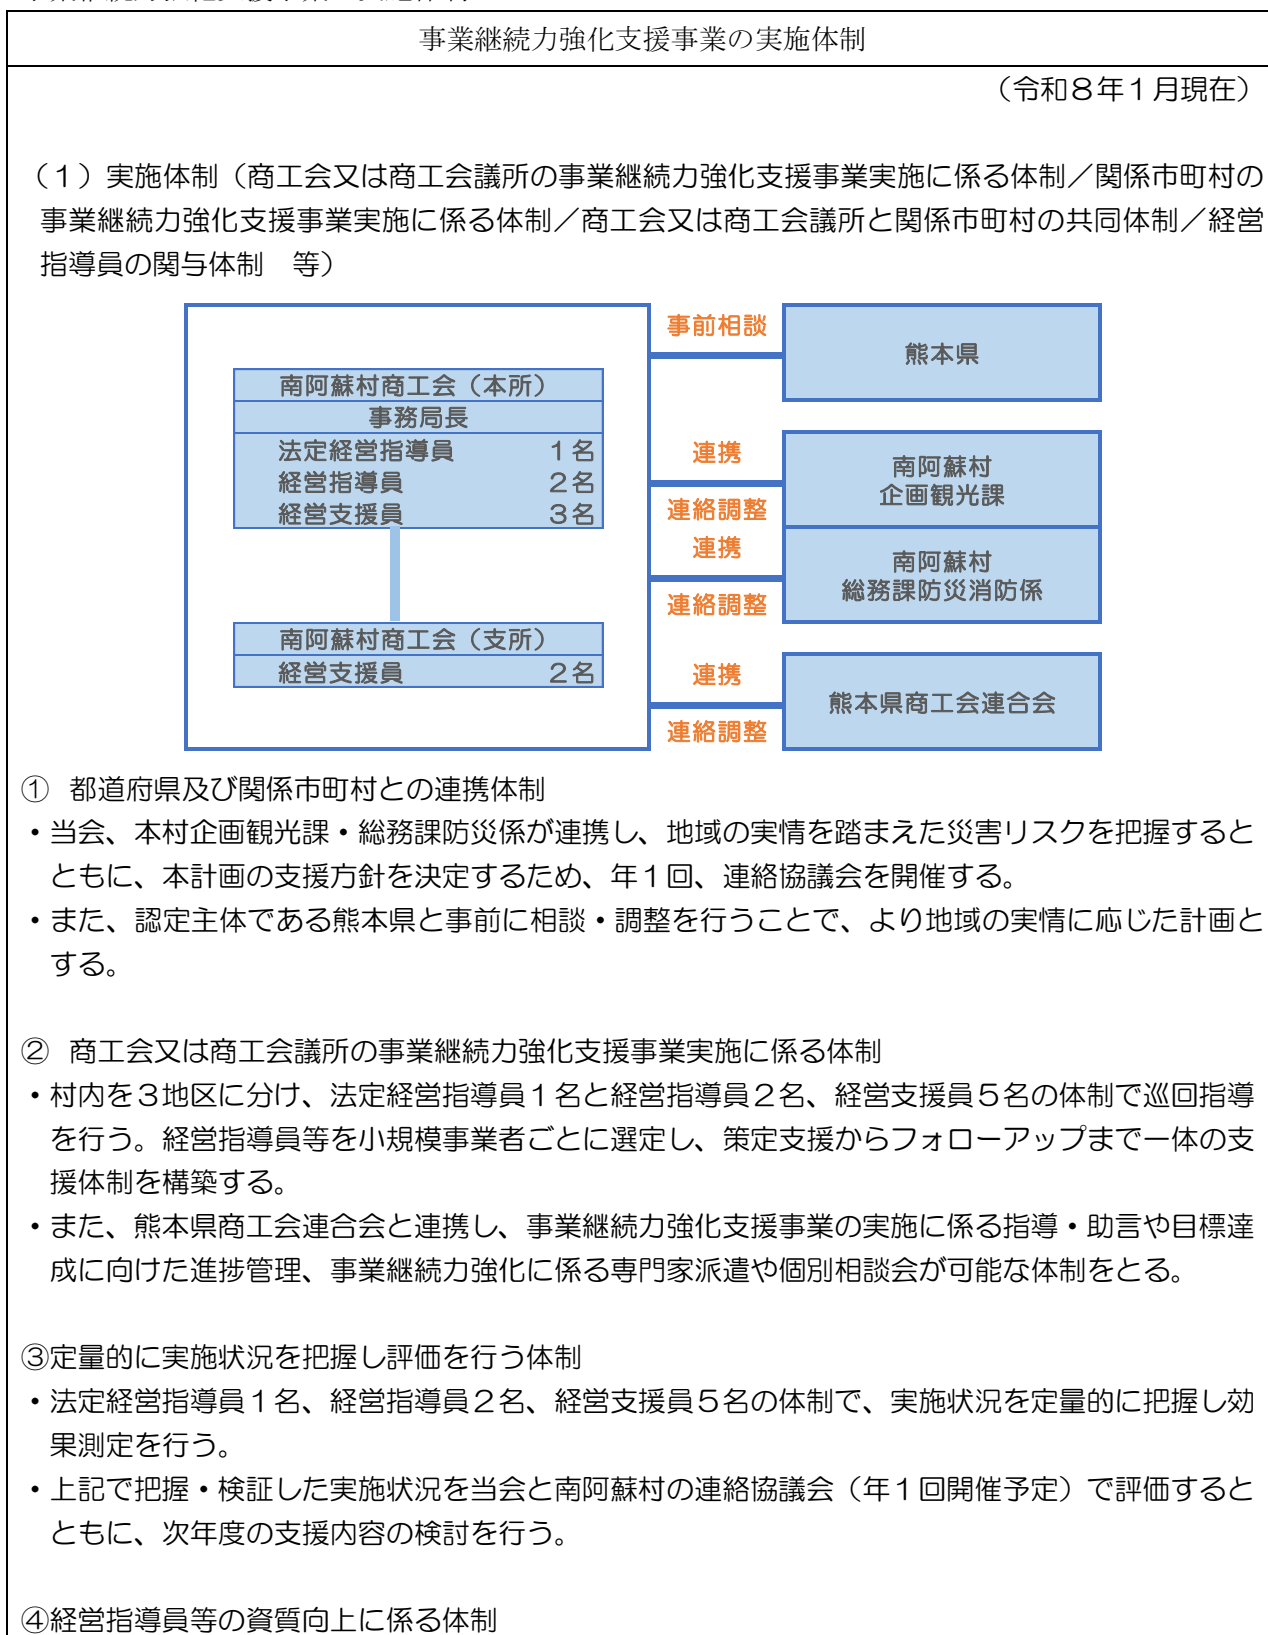 事業継続力強化支援事業の実施体制
（令和８年１月現在）
（１）実施体制（商工会又は商工会議所の事業継続力強化支援事業実施に係る体制／関係市町村の
事業継続力強化支援事業実施に係る体制／商工会又は商工会議所と関係市町村の共同体制／経営
指導員の関与体制　等）
南阿蘇村商工会（本所）
事務局長
法定経営指導員　１名
経営指導員　２名
経営支援員　３名
南阿蘇村商工会（支所）
経営支援員　２名
事前相談
熊本県
連携
連絡調整
南阿蘇村
企画観光課
連携
連絡調整
南阿蘇村
総務課防災消防係
連携
連絡調整
熊本県商工会連合会
①　都道府県及び関係市町村との連携体制
・当会、本村企画観光課・総務課防災係が連携し、地域の実情を踏まえた災害リスクを把握すると
ともに、本計画の支援方針を決定するため、年１回、連絡協議会を開催する。
・また、認定主体である熊本県と事前に相談・調整を行うことで、より地域の実情に応じた計画と
する。
②　商工会又は商工会議所の事業継続力強化支援事業実施に係る体制
・村内を３地区に分け、法定経営指導員１名と経営指導員２名、経営支援員５名の体制で巡回指導
を行う。経営指導員等を小規模事業者ごとに選定し、策定支援からフォローアップまで一体の支
援体制を構築する。
・また、熊本県商工会連合会と連携し、事業継続力強化支援事業の実施に係る指導・助言や目標達
成に向けた進捗管理、事業継続力強化に係る専門家派遣や個別相談会が可能な体制をとる。
③定量的に実施状況を把握し評価を行う体制
・法定経営指導員１名、経営指導員２名、経営支援員５名の体制で、実施状況を定量的に把握し効
果測定を行う。
・上記で把握・検証した実施状況を当会と南阿蘇村の連絡協議会（年１回開催予定）で評価すると
ともに、次年度の支援内容の検討を行う。
④経営指導員等の資質向上に係る体制